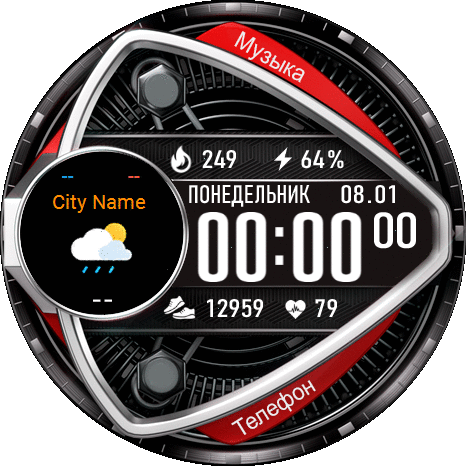 Музыка
249 64%
ПОНЕДЕЛЬНИК 08.01
-- --
City Name
00:00 00
--
12959 79
Телефон